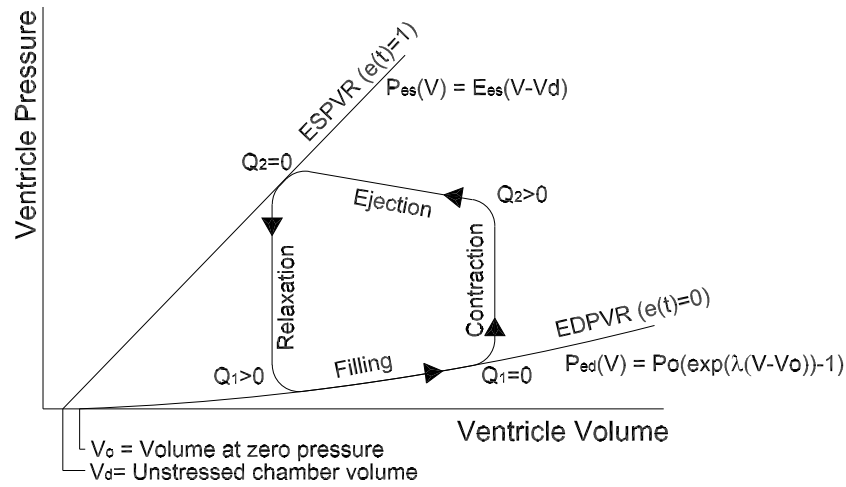 Ventricle Pressure
ESPVR (e(t)=1)
Pes(V) = Ees(V-Vd)
Q2=0
Ejection
Q2>0
Relaxation
Contraction
EDPVR (e(t)=0)
Q1>0
Filling
Q1=0
Ped(V) = Po(exp(λ(V-Vo))-1)
Ventricle Volume
Vo = Volume at zero pressure
Vd= Unstressed chamber volume